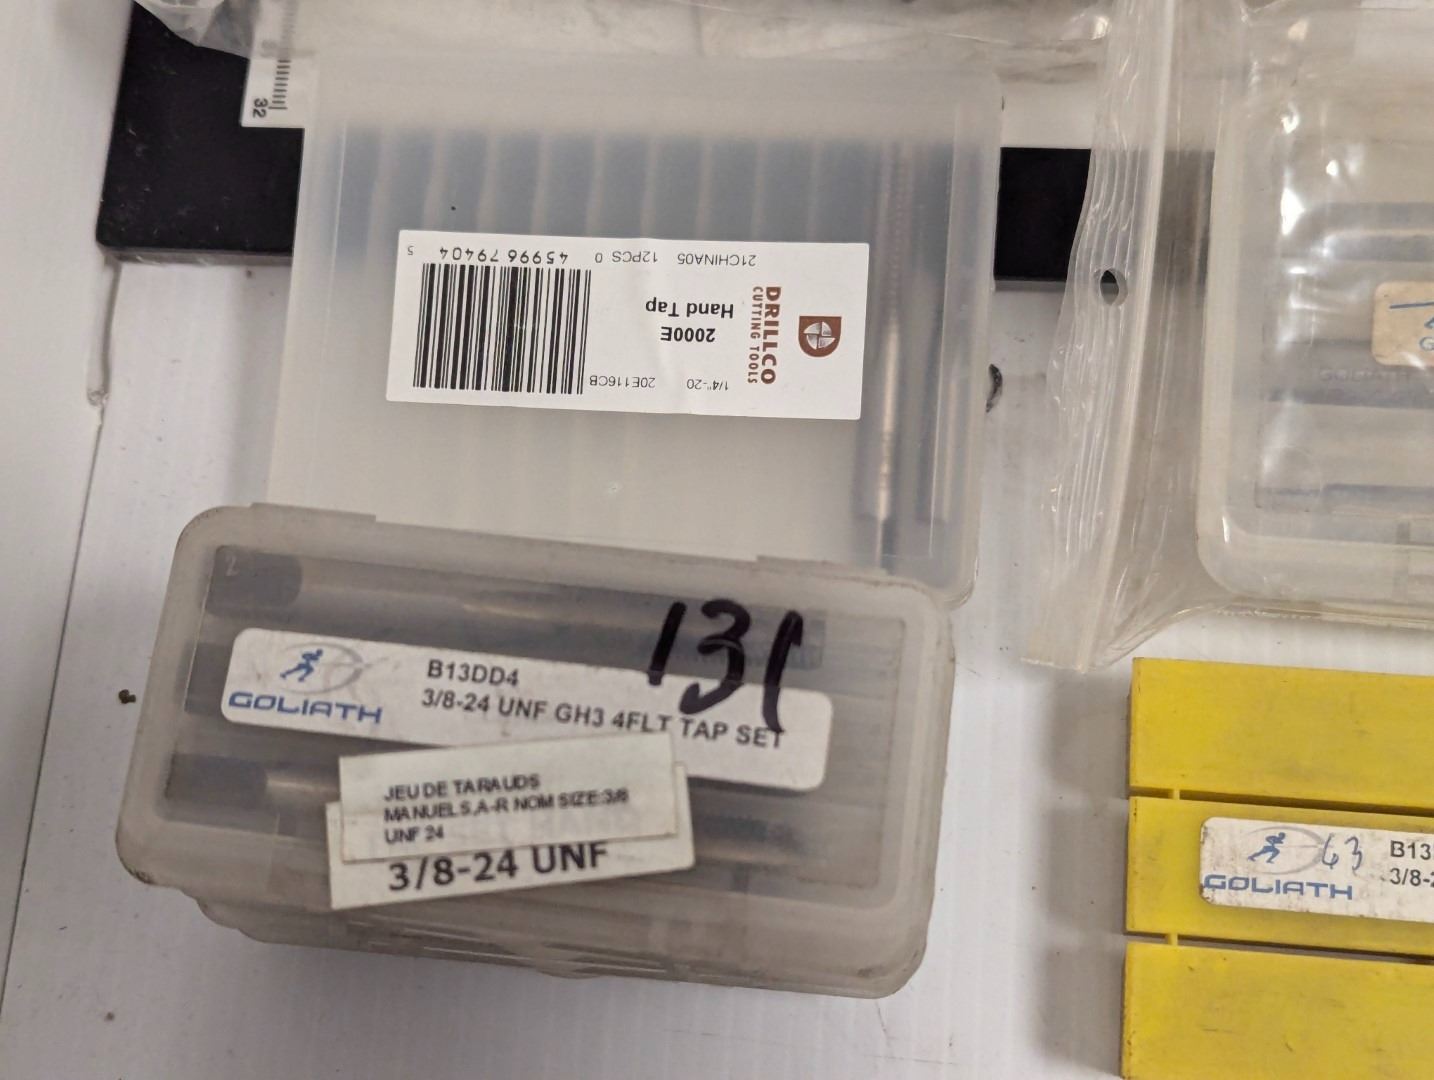 32
1/4"-20 20E116CB
DRILLCO
CUTTING TOOLS
2000E
Hand Tap
21CHINA05 12PCS 0 45996 79404 5
2
131
GOLIATH
B13DD4
3/8-24 UNF GH3 4FLT TAP SET
JEU DE TARAUDS
MANUELS,A-R NOM SIZE:3/8
UNF 24
3/8-24 UNF
GOLIATH
63
B13
3/8-2